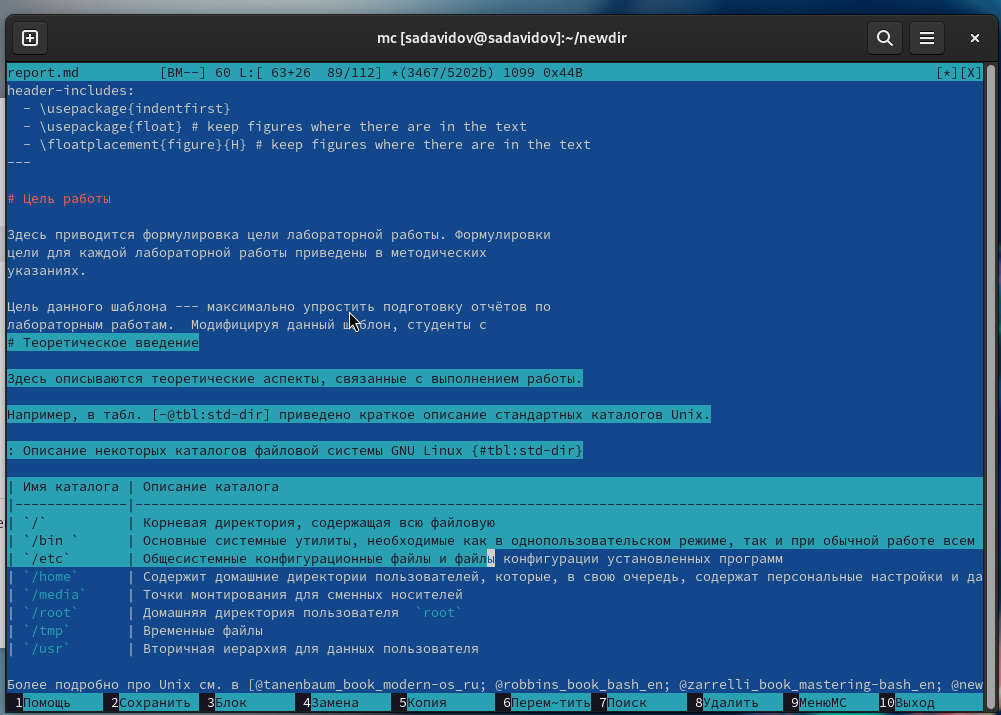 mc [sadavidov@sadavidov]:~/newdir
report.md [BM--] 60 L:[ 63+26 89/112] *(3467/5202b) 1099 0x44B [*][X]
header-includes:
- \usepackage{indentfirst}
- \usepackage{float} # keep figures where there are in the text
- \floatplacement{figure}{H} # keep figures where there are in the text
---
# Цель работы
Здесь приводится формулировка цели лабораторной работы. Формулировки
цели для каждой лабораторной работы приведены в методических
указаниях.
Цель данного шаблона --- максимально упростить подготовку отчётов по
лабораторным работам. Модифицируя данный шаблон, студенты с
# Теоретическое введение
Здесь описываются теоретические аспекты, связанные с выполнением работы.
Например, в табл. [-@tbl:std-dir] приведено краткое описание стандартных каталогов Unix.
: Описание некоторых каталогов файловой системы GNU Linux {#tbl:std-dir}
| Имя каталога | Описание каталога
|--------------|----------------------------------------------------------------------------------------------------------
| `/` | Корневая директория, содержащая всю файловую
| `/bin ` | Основные системные утилиты, необходимые как в однопользовательском режиме, так и при обычной работе всем
| `/etc` | Общесистемные конфигурационные файлы и файлы конфигурации установленных программ
| `/home` | Содержит домашние директории пользователей, которые, в свою очередь, содержат персональные настройки и да
| `/media` | Точки монтирования для сменных носителей
| `/root` | Домашняя директория пользователя `root`
| `/tmp` | Временные файлы
| `/usr` | Вторичная иерархия для данных пользователя
Более подробно про Unix см. в [@tanenbaum_book_modern-os_ru; @robbins_book_bash_en; @zarrelli_book_mastering-bash_en; @new
1Помощь 2Сохранить 3Блок 4Замена 5Копия 6Перем~тить 7Поиск 8Удалить 9МенюMC 10Выход